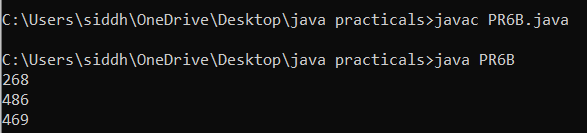 C:\Users\siddh\OneDrive\Desktop\java practicals>javac PR6B.java
C:\Users\siddh\OneDrive\Desktop\java practicals>java PR6B
268
486
469